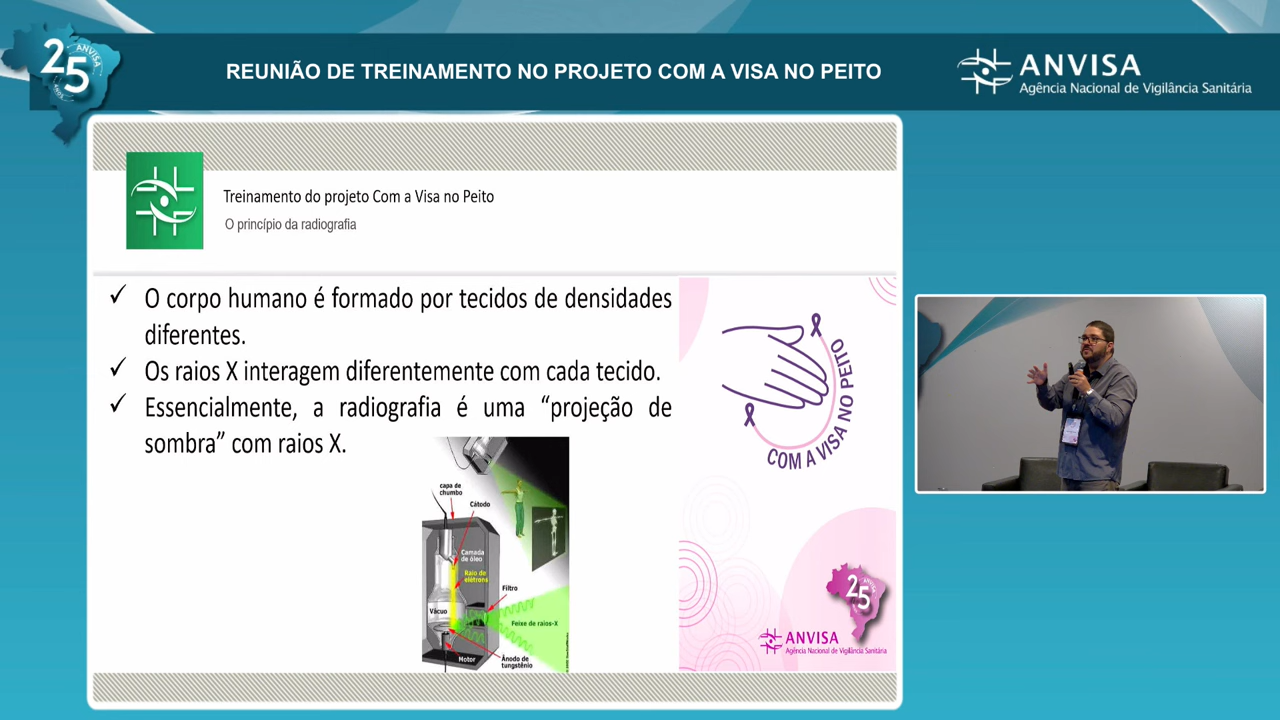 25
ANVISA
REUNIÃO DE TREINAMENTO NO PROJETO COM A VISA NO PEITO
ANVISA
Agência Nacional de Vigilância Sanitária
Treinamento do projeto Com a Visa no Peito
O princípio da radiografia
✓ O corpo humano é formado por tecidos de densidades
diferentes.
✓ Os raios X interagem diferentemente com cada tecido.
✓ Essencialmente, a radiografia é uma “projeção de
sombra” com raios X.
capa de
chumbo
Cátodo
Camada
de óleo
Raio de
elétrons
Filtro
Vácuo
Feixe de raios-X
Motor
Ânodo de
tungstênio
COM A VISA NO PEITO
25
ANVISA
Agência Nacional de Vigilância Sanitária